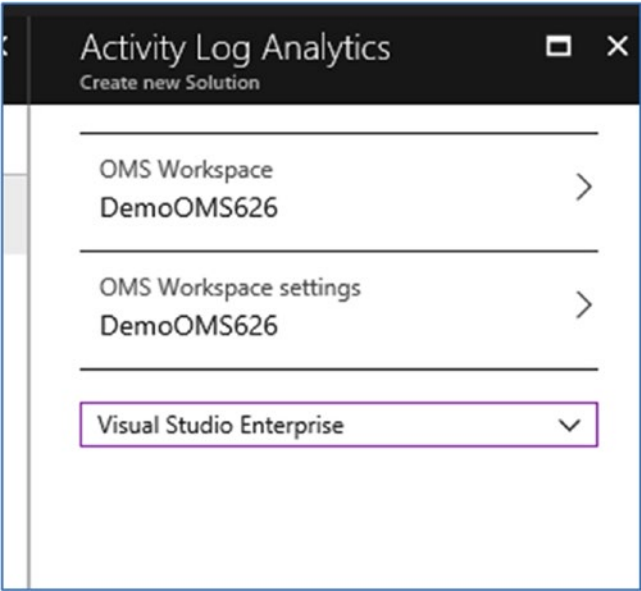 Activity Log Analytics
Create new Solution
OMS Workspace
DemoOMS626
OMS Workspace settings
DemoOMS626
Visual Studio Enterprise